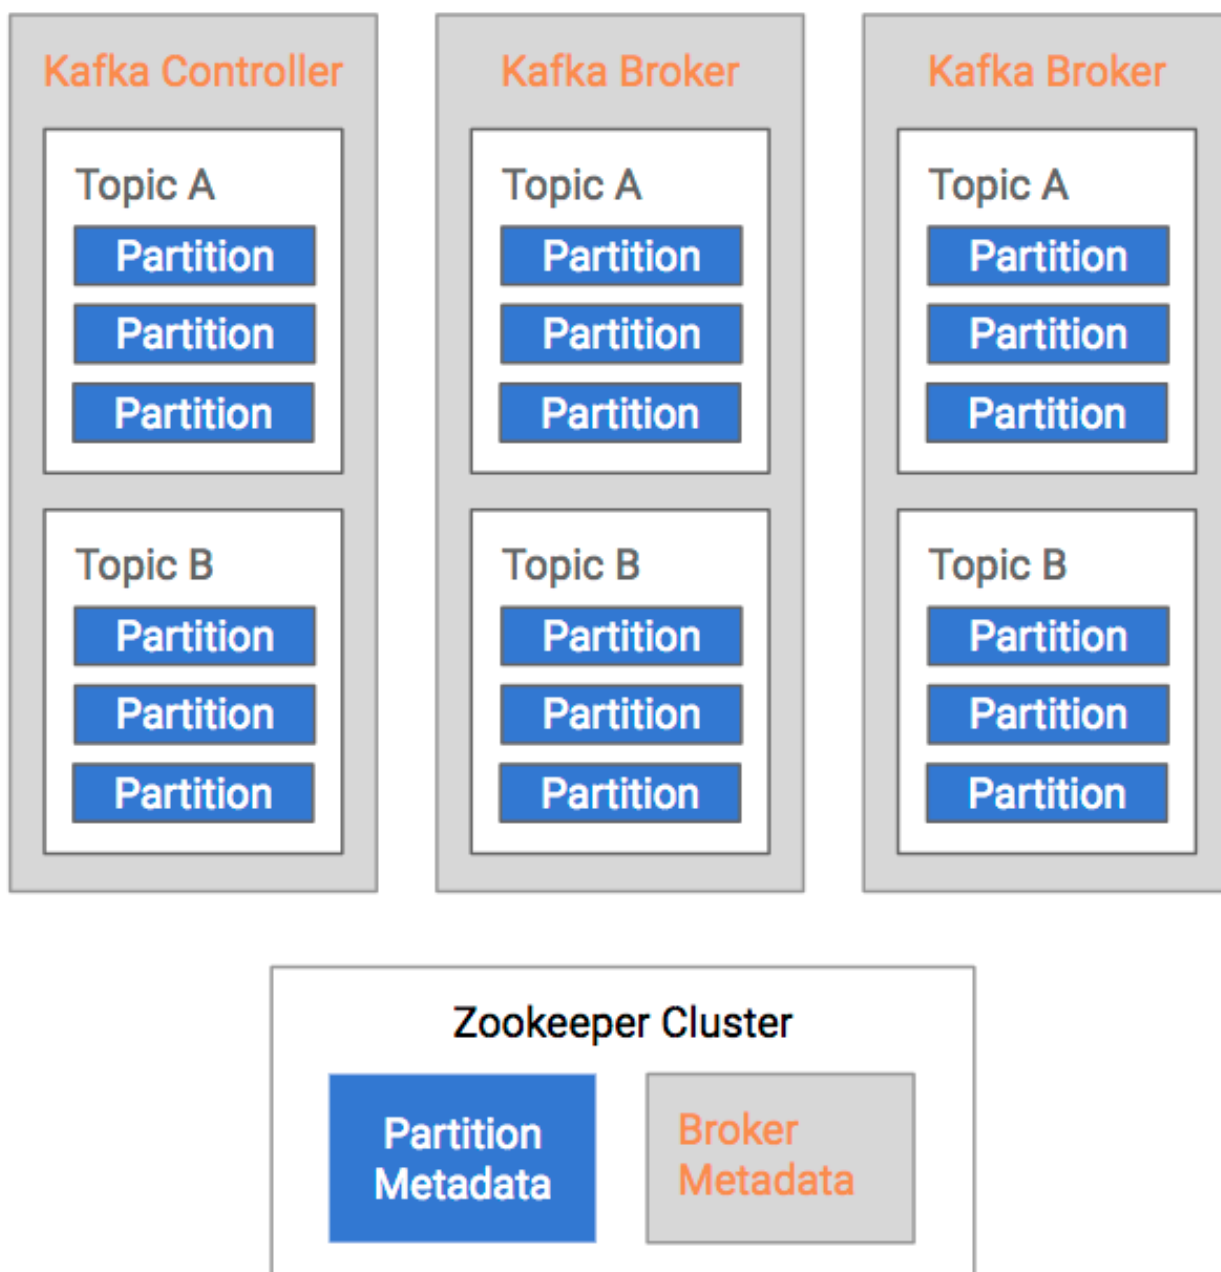 Kafka Controller
Topic A
Partition
Partition
Partition
Topic B
Partition
Partition
Partition
Kafka Broker
Topic A
Partition
Partition
Partition
Topic B
Partition
Partition
Partition
Kafka Broker
Topic A
Partition
Partition
Partition
Topic B
Partition
Partition
Partition
Zookeeper Cluster
Partition
Metadata
Broker
Metadata